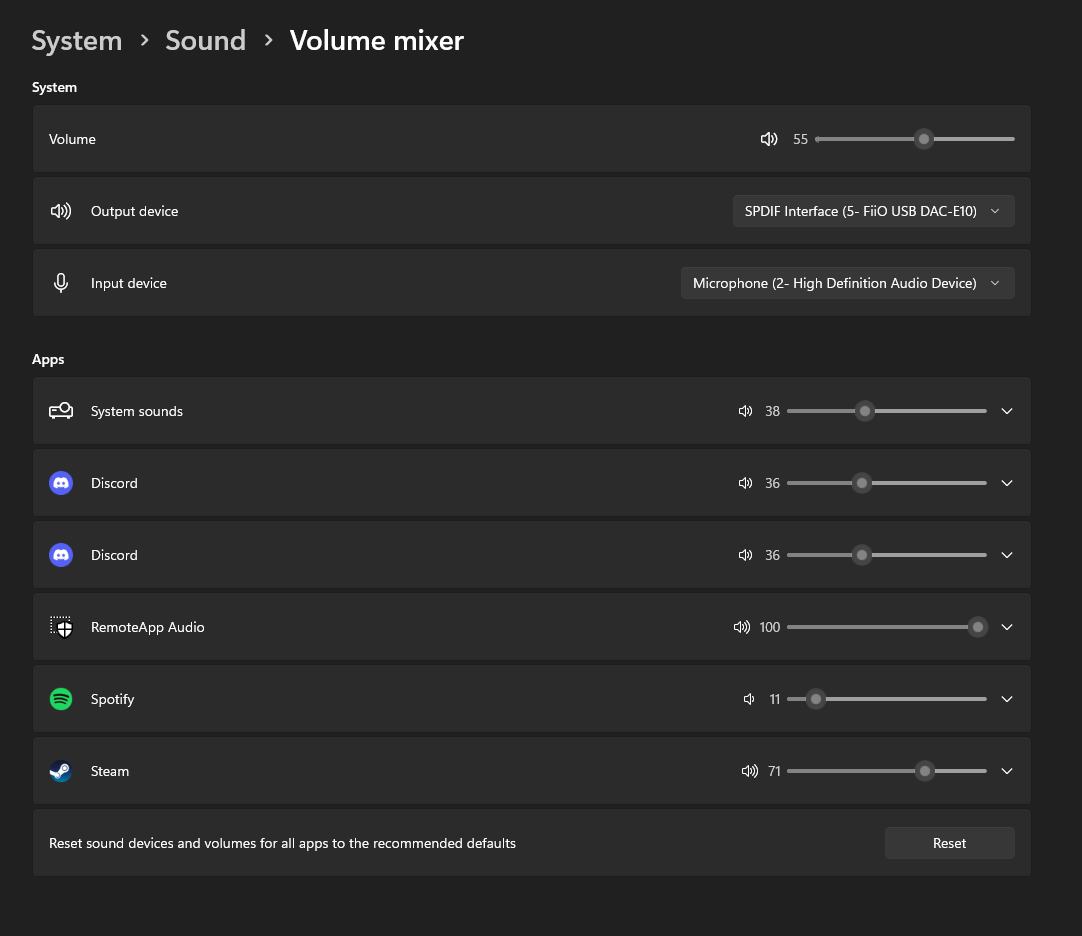 System > Sound > Volume mixer
System
Volume 55
Output device SPDIF Interface (5- FiiO USB DAC-E10)
Input device Microphone (2- High Definition Audio Device)
Apps
System sounds 38
Discord 36
Discord 36
RemoteApp Audio 100
Spotify 11
Steam 71
Reset sound devices and volumes for all apps to the recommended defaults Reset